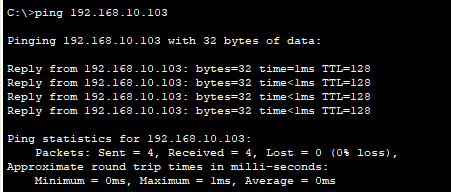 C:\>ping 192.168.10.103
Pinging 192.168.10.103 with 32 bytes of data:
Reply from 192.168.10.103: bytes=32 time=1ms TTL=128
Reply from 192.168.10.103: bytes=32 time<1ms TTL=128
Reply from 192.168.10.103: bytes=32 time<1ms TTL=128
Reply from 192.168.10.103: bytes=32 time<1ms TTL=128
Ping statistics for 192.168.10.103:
    Packets: Sent = 4, Received = 4, Lost = 0 (0% loss),
Approximate round trip times in milli-seconds:
    Minimum = 0ms, Maximum = 1ms, Average = 0ms